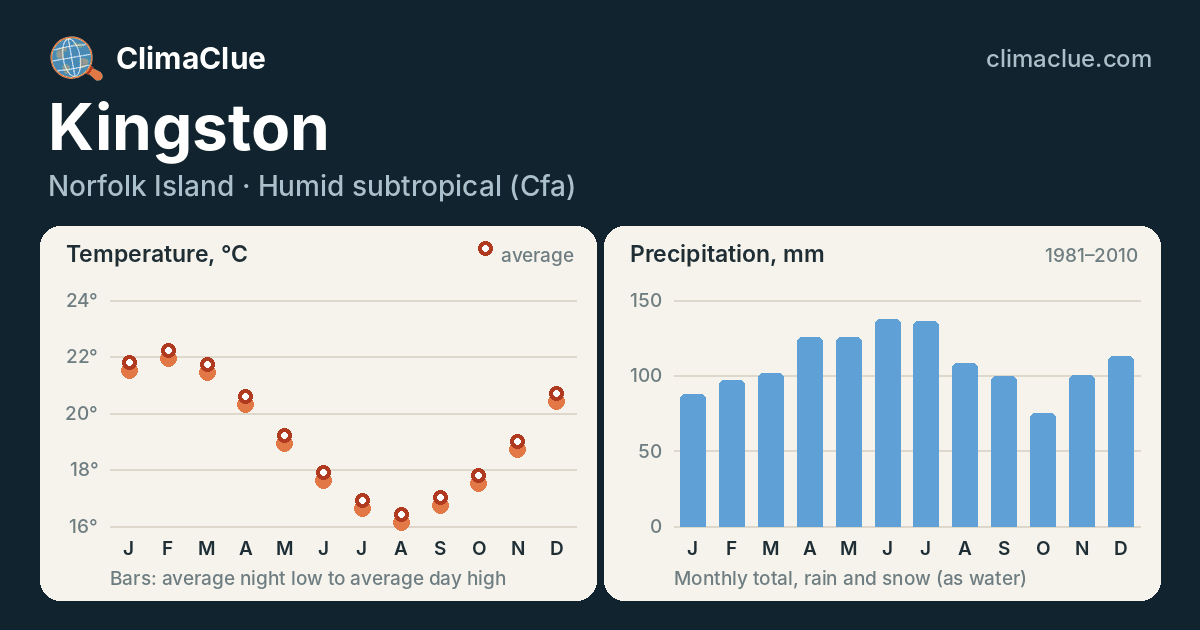 ClimaClue
climaclue.com
Kingston
Norfolk Island · Humid subtropical (Cfa)
Temperature, °C
average
24°
22°
20°
18°
16°
J F M A M J J A S O N D
Bars: average night low to average day high
Precipitation, mm
1981–2010
150
100
50
0
J F M A M J J A S O N D
Monthly total, rain and snow (as water)